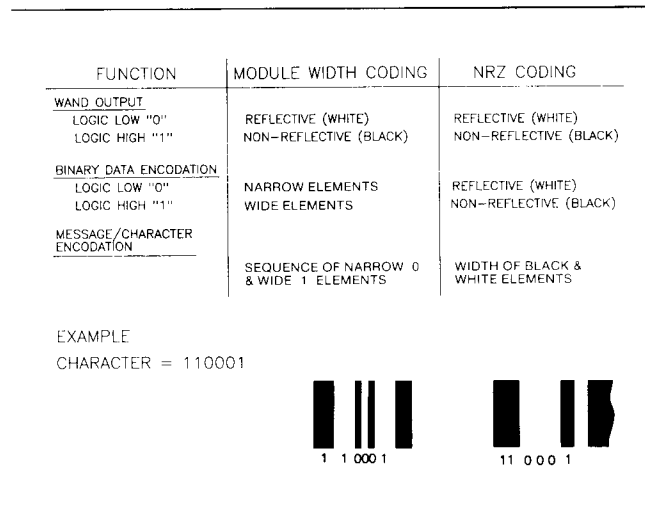 FUNCTION MODULE WIDTH CODING NRZ CODING
WAND OUTPUT
LOGIC LOW "0" REFLECTIVE (WHITE) REFLECTIVE (WHITE)
LOGIC HIGH "1" NON-REFLECTIVE (BLACK) NON-REFLECTIVE (BLACK)
BINARY DATA ENCODATION
LOGIC LOW "0" NARROW ELEMENTS REFLECTIVE (WHITE)
LOGIC HIGH "1" WIDE ELEMENTS NON-REFLECTIVE (BLACK)
MESSAGE/CHARACTER
ENCODATION
SEQUENCE OF NARROW 0 WIDTH OF BLACK &
& WIDE 1 ELEMENTS WHITE ELEMENTS
EXAMPLE
CHARACTER = 110001
1 1 000 1 11 0 0 0 1